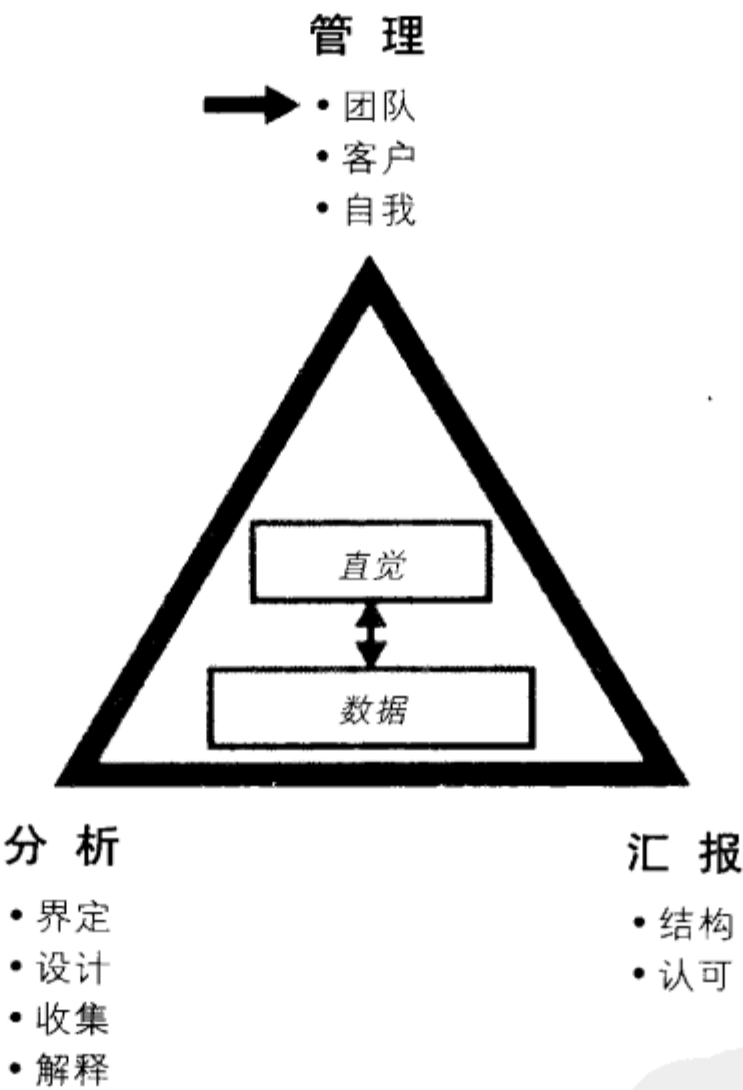 管理
• 团队
• 客户
• 自我
直觉
数据
分析
• 界定
• 设计
• 收集
• 解释
汇报
• 结构
• 认可